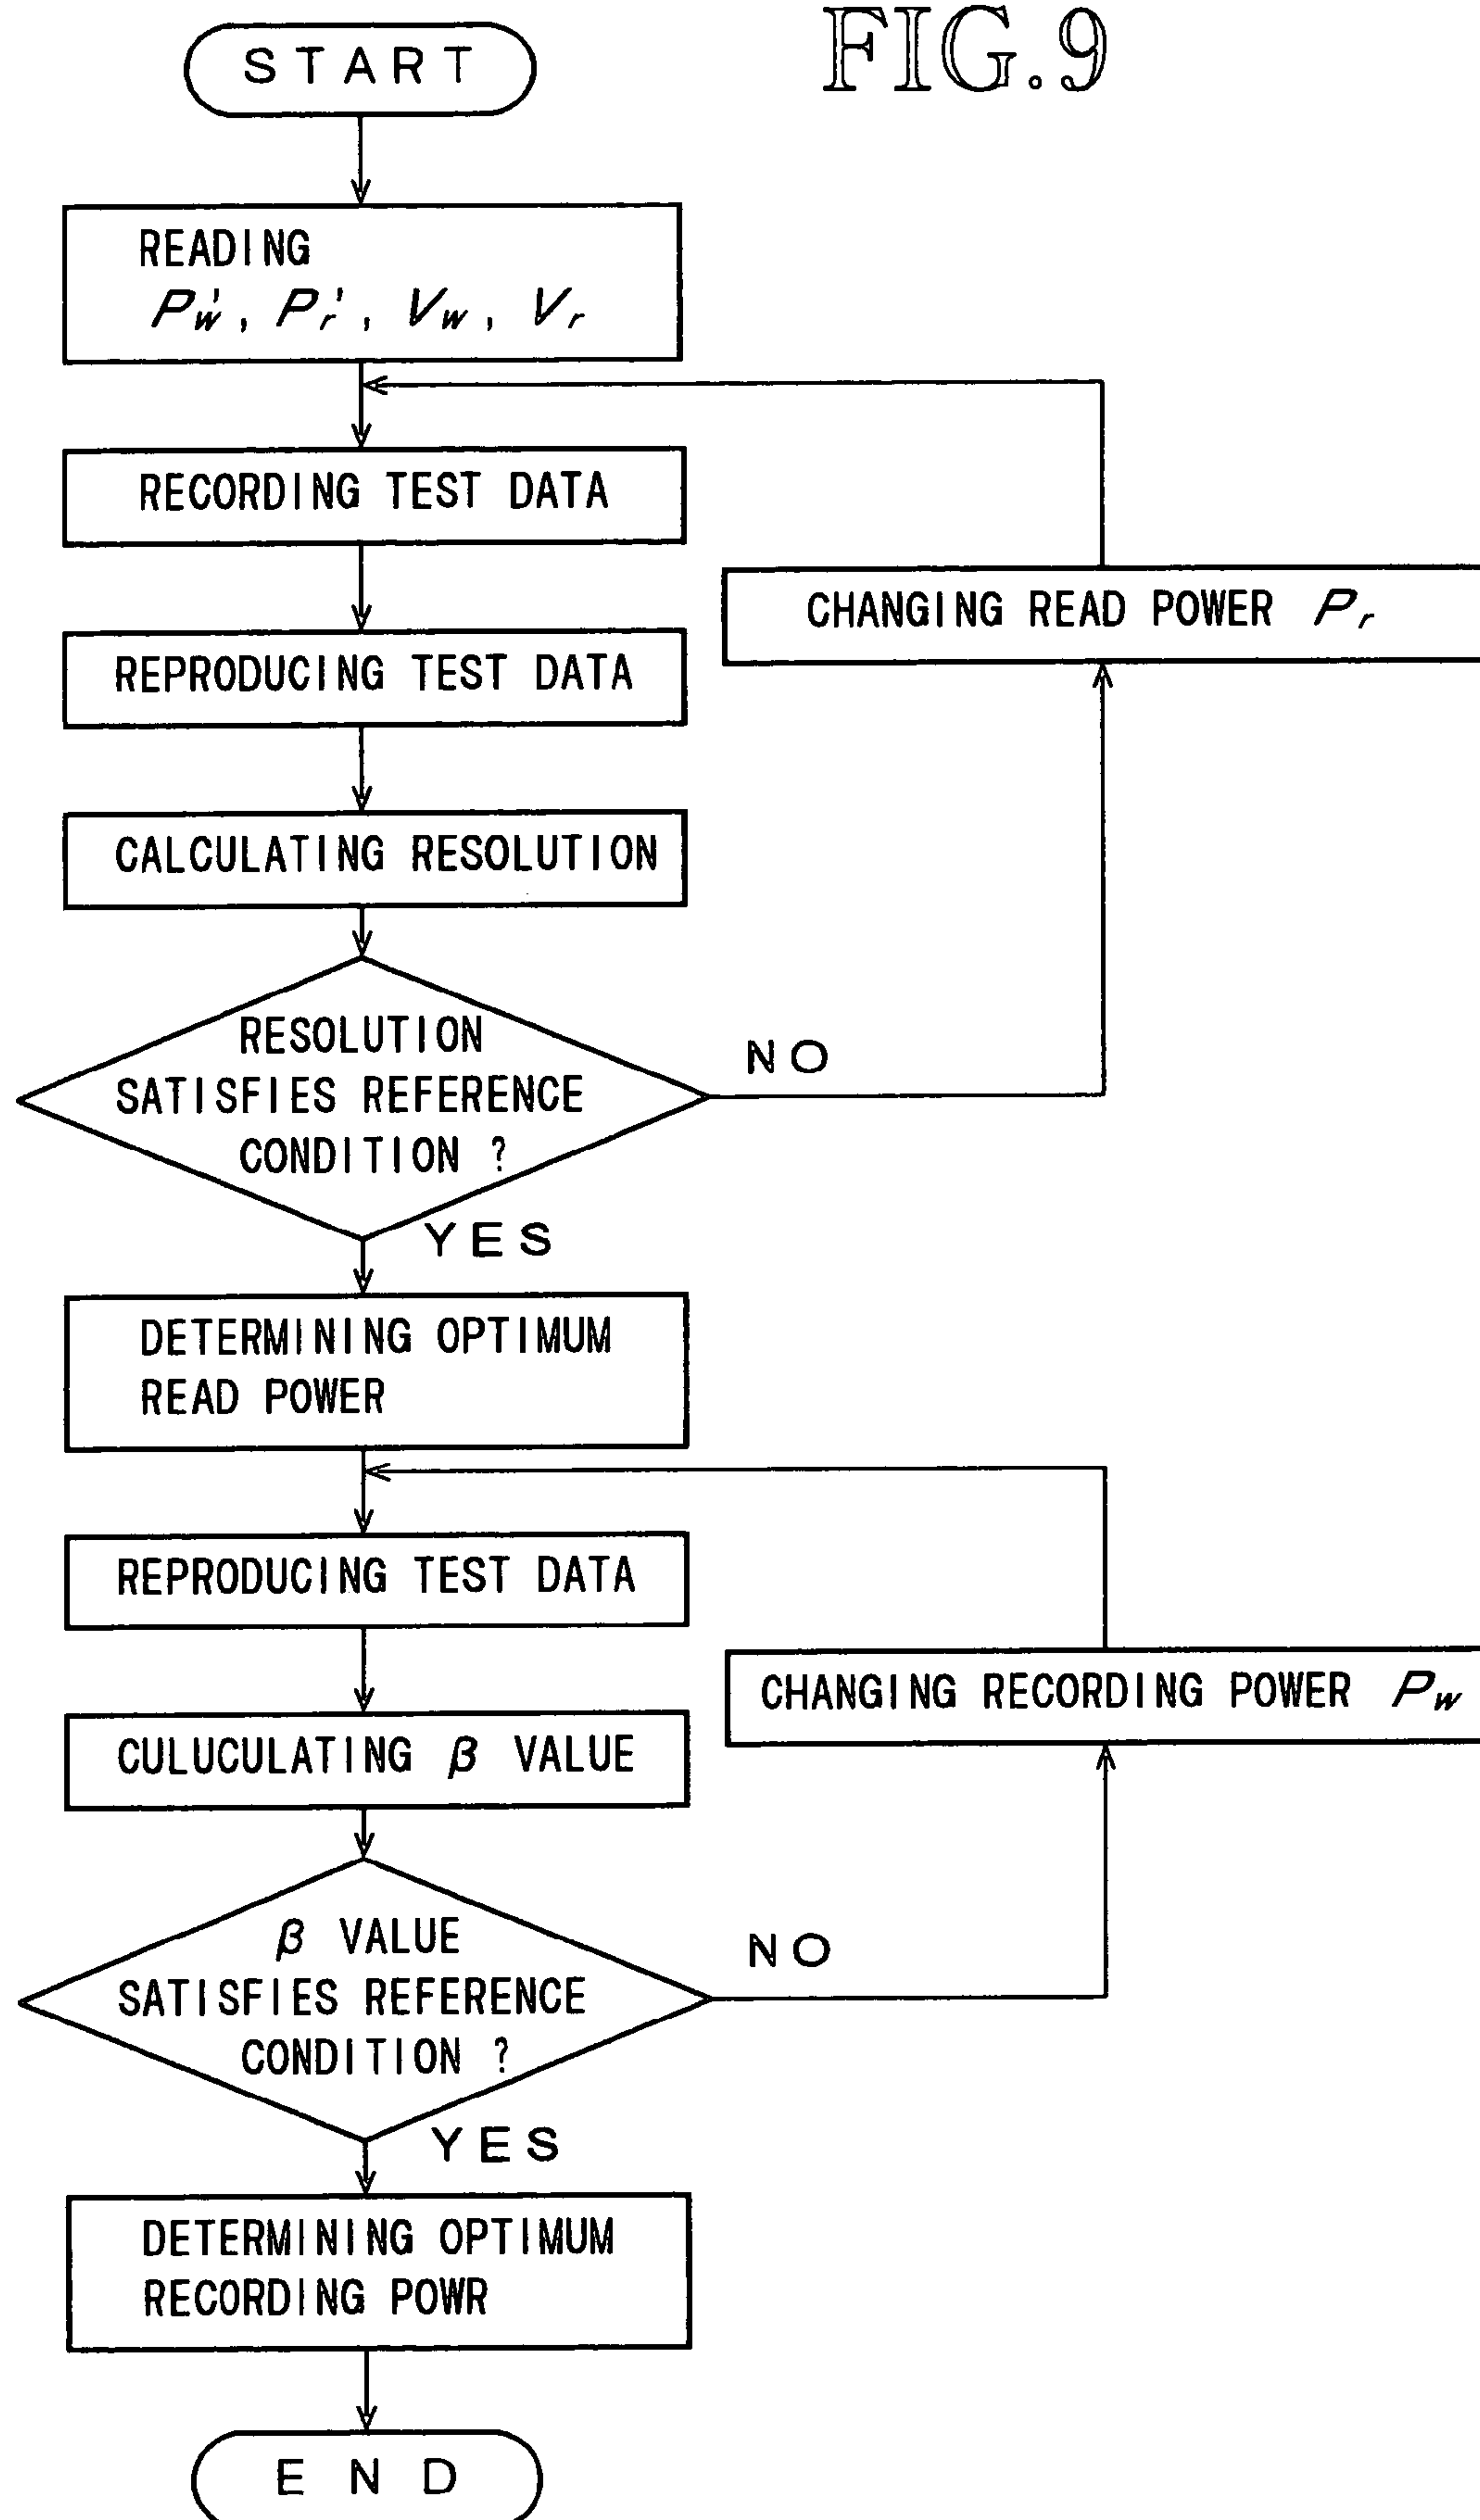 FIG.9
START
READING
Pw', Pr', Vw, Vr
RECORDING TEST DATA
CHANGING READ POWER Pr
REPRODUCING TEST DATA
CALCULATING RESOLUTION
RESOLUTION
SATISFIES REFERENCE
CONDITION ?
NO
YES
DETERMINING OPTIMUM
READ POWER
REPRODUCING TEST DATA
CHANGING RECORDING POWER Pw
CULUCULATING β VALUE
β VALUE
SATISFIES REFERENCE
CONDITION ?
NO
YES
DETERMINING OPTIMUM
RECORDING POWR
END